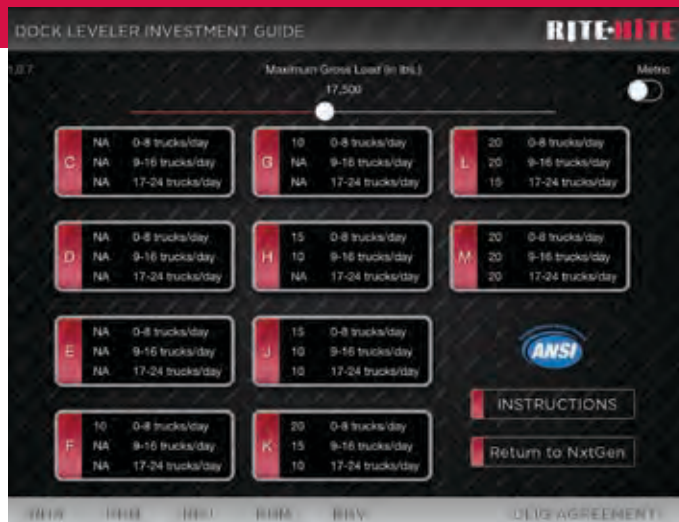 DOCK LEVELER INVESTMENT GUIDE
RITE-HITE
1.0.7
Maximum Gross Load (in lbs.)
Metric
17,500
C
NA 0-8 trucks/day
NA 9-16 trucks/day
NA 17-24 trucks/day
G
10 0-8 trucks/day
NA 9-16 trucks/day
NA 17-24 trucks/day
L
20 0-8 trucks/day
20 9-16 trucks/day
15 17-24 trucks/day
D
NA 0-8 trucks/day
NA 9-16 trucks/day
NA 17-24 trucks/day
H
15 0-8 trucks/day
10 9-16 trucks/day
NA 17-24 trucks/day
M
20 0-8 trucks/day
20 9-16 trucks/day
20 17-24 trucks/day
E
NA 0-8 trucks/day
NA 9-16 trucks/day
NA 17-24 trucks/day
J
15 0-8 trucks/day
10 9-16 trucks/day
10 17-24 trucks/day
ANSI
INSTRUCTIONS
F
10 0-8 trucks/day
NA 9-16 trucks/day
NA 17-24 trucks/day
K
20 0-8 trucks/day
15 9-16 trucks/day
10 17-24 trucks/day
Return to NxtGen
AGREEMENT